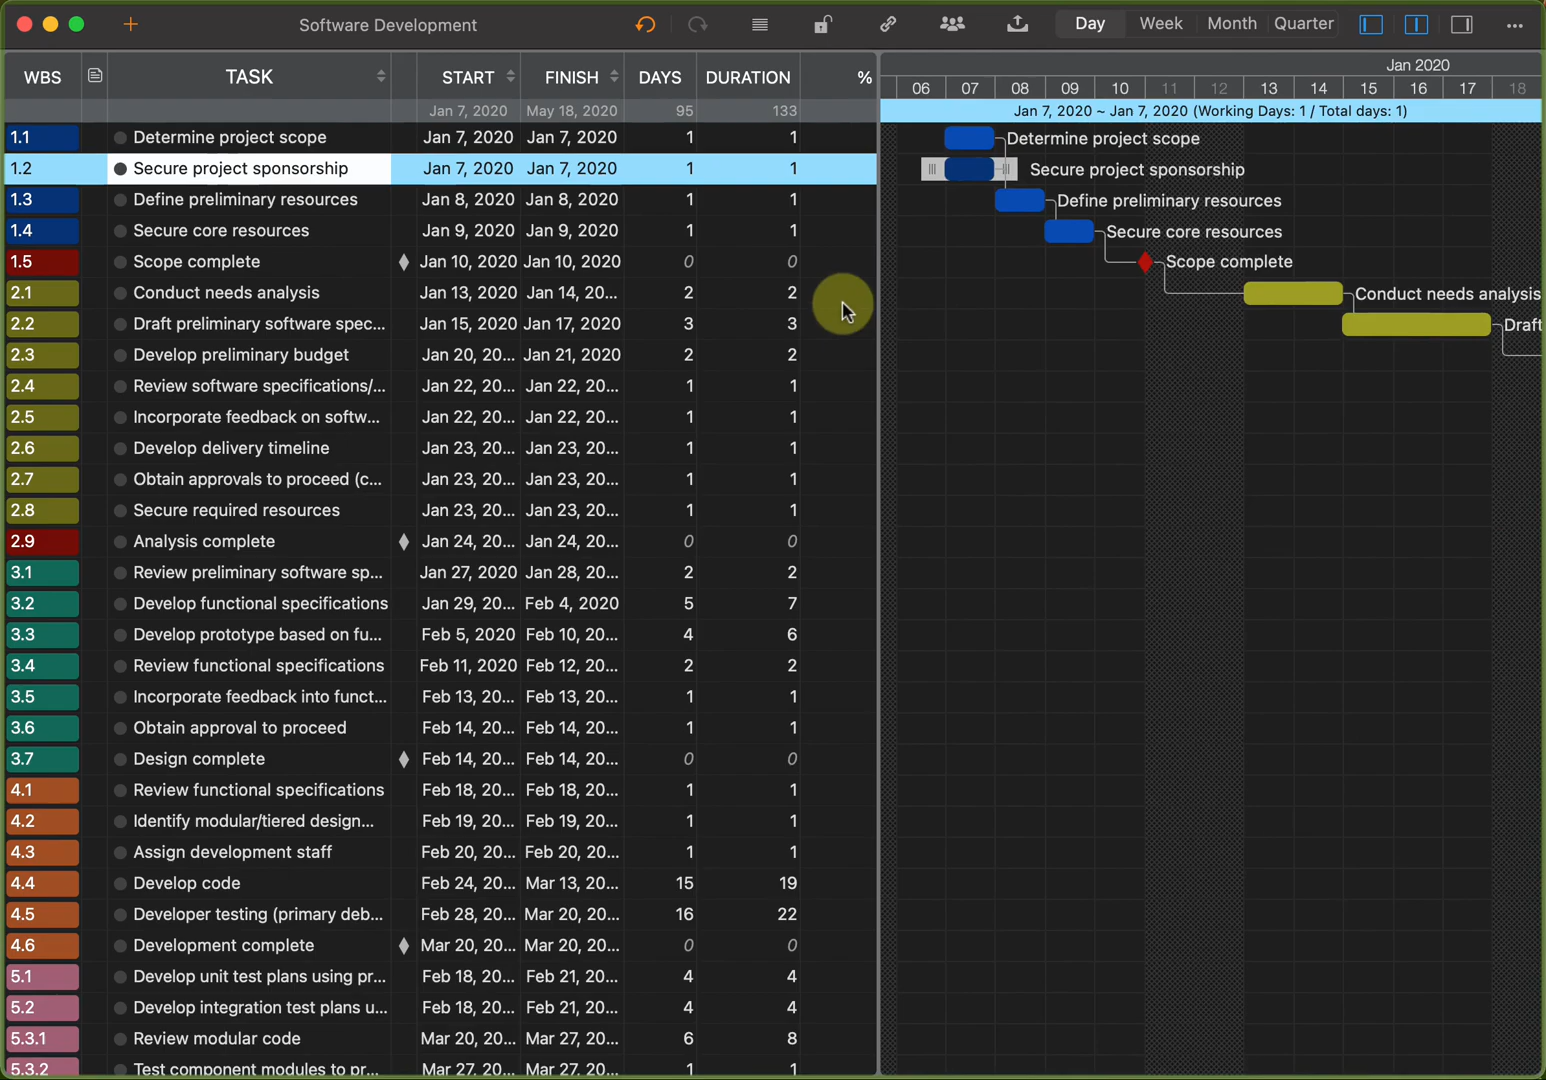 Software Development
Day Week Month Quarter
WBS TASK START FINISH DAYS DURATION %
Jan 2020
06 07 08 09 10 11 12 13 14 15 16 17 18
Jan 7, 2020 May 18, 2020 95 133
Jan 7, 2020 ~ Jan 7, 2020 (Working Days: 1 / Total days: 1)
1.1 Determine project scope Jan 7, 2020 Jan 7, 2020 1 1
Determine project scope
1.2 Secure project sponsorship Jan 7, 2020 Jan 7, 2020 1 1
Secure project sponsorship
1.3 Define preliminary resources Jan 8, 2020 Jan 8, 2020 1 1
Define preliminary resources
1.4 Secure core resources Jan 9, 2020 Jan 9, 2020 1 1
Secure core resources
1.5 Scope complete Jan 10, 2020 Jan 10, 2020 0 0
Scope complete
2.1 Conduct needs analysis Jan 13, 2020 Jan 14, 20... 2 2
Conduct needs analysis
2.2 Draft preliminary software spec... Jan 15, 2020 Jan 17, 2020 3 3
Draft
2.3 Develop preliminary budget Jan 20, 20... Jan 21, 2020 2 2
2.4 Review software specifications/... Jan 22, 20... Jan 22, 20... 1 1
2.5 Incorporate feedback on softw... Jan 22, 20... Jan 22, 20... 1 1
2.6 Develop delivery timeline Jan 23, 20... Jan 23, 20... 1 1
2.7 Obtain approvals to proceed (c... Jan 23, 20... Jan 23, 20... 1 1
2.8 Secure required resources Jan 23, 20... Jan 23, 20... 1 1
2.9 Analysis complete Jan 24, 20... Jan 24, 20... 0 0
3.1 Review preliminary software sp... Jan 27, 2020 Jan 28, 20... 2 2
3.2 Develop functional specifications Jan 29, 20... Feb 4, 2020 5 7
3.3 Develop prototype based on fu... Feb 5, 2020 Feb 10, 20... 4 6
3.4 Review functional specifications Feb 11, 2020 Feb 12, 20... 2 2
3.5 Incorporate feedback into funct... Feb 13, 20... Feb 13, 20... 1 1
3.6 Obtain approval to proceed Feb 14, 20... Feb 14, 20... 1 1
3.7 Design complete Feb 14, 20... Feb 14, 20... 0 0
4.1 Review functional specifications Feb 18, 20... Feb 18, 20... 1 1
4.2 Identify modular/tiered design... Feb 19, 20... Feb 19, 20... 1 1
4.3 Assign development staff Feb 20, 20... Feb 20, 20... 1 1
4.4 Develop code Feb 24, 20... Mar 13, 20... 15 19
4.5 Developer testing (primary deb... Feb 28, 20... Mar 20, 20... 16 22
4.6 Development complete Mar 20, 20... Mar 20, 20... 0 0
5.1 Develop unit test plans using pr... Feb 18, 20... Feb 21, 20... 4 4
5.2 Develop integration test plans u... Feb 18, 20... Feb 21, 20... 4 4
5.3.1 Review modular code Mar 20, 20... Mar 27, 20... 6 8
5.3.2 Test component modules to pr... Mar 27, 20... Mar 27, 20... 1 1